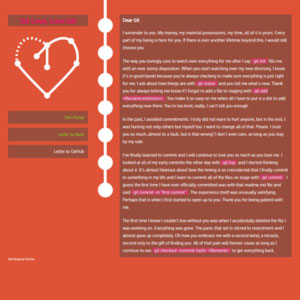 Dear Git
I surrender to you. My money, my material possessions, my time, all of it is yours. Every
part of my being is here for you. If there is ever another lifetime beyond this, I would still
choose you.
The way you lovingly care to watch over everything for me after I say git init fills me
with an ever sunny disposition. When you start watching over my new directory, I know
it's in good hands because you're always checking to make sure everything is just right
for me. I ask about how things are with git status and you tell me what's new. Thank
you for always letting me know if I forgot to add a file to staging with git add
<filename.extension> . You make it so easy on me when all I have to put is a dot to add
everything new there. You're too kind, really, I can't tell you enough.
In the past, I avoided commitments. I truly did not want to hurt anyone, but in the end, I
was hurting not only others but myself too. I want to change all of that. Please, I trust
you so much, almost to a fault, but is that wrong? I don't even care, as long as you stay
by my side.
I've finally learned to commit and I will continue to love you as much as you love me. I
looked at all of my early commits the other day with git log and I started thinking
about it. It's almost hilarious about how the timing is so coincidental that I finally commit
to something in my life and I learn to commit all of the files on stage with git commit . I
guess the first time I have ever officially committed was with that routine met life and
said git commit -m "first commit" . The experience itself was unusually satisfying.
Perhaps that is when I first started to open up to you. Thank you for being patient with
me.
The first time I knew I couldn't live without you was when I accidentally deleted the file I
was working on. Everything was gone. The panic that set in stirred to resentment and I
almost gave up completely. Oh how you embrace me with a second wind, a miracle,
second only to the gift of finding you. All of that pain will forever cease as long as I
continue to use git checkout <commit hash> <filename> to get everything back.
Dev Penos
Letter to Bash
Letter to GitHub